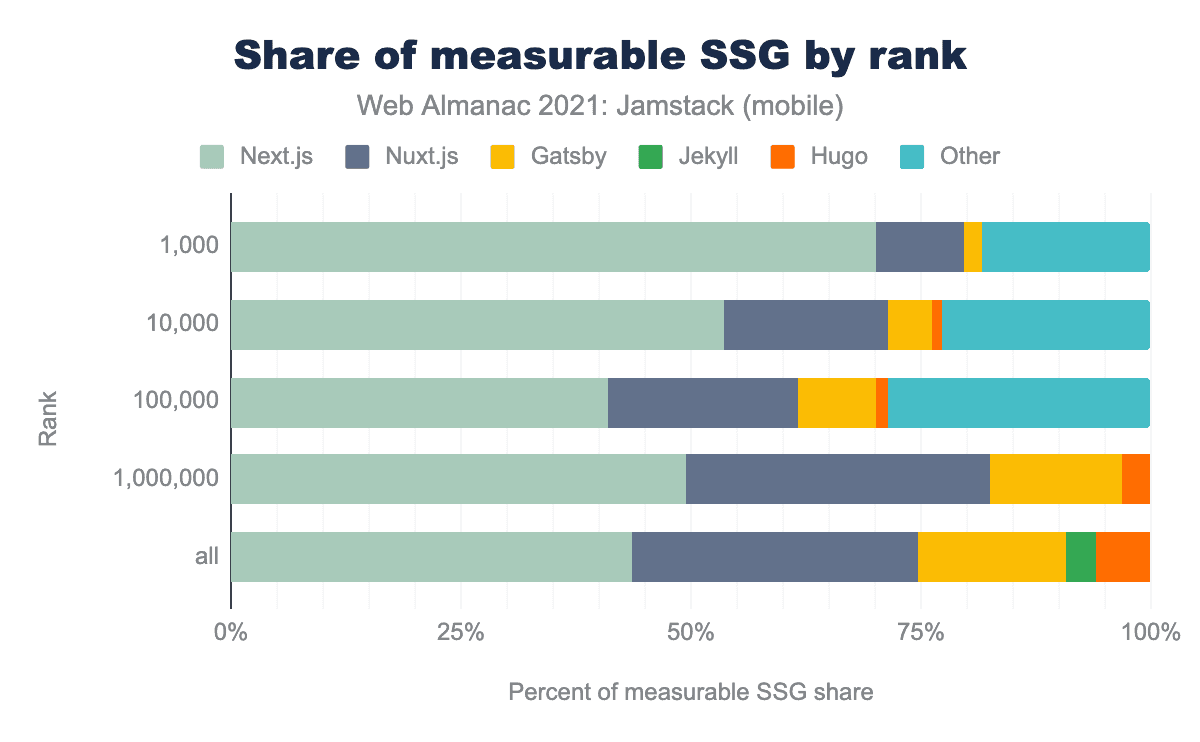 Share of measurable SSG by rank
Web Almanac 2021: Jamstack (mobile)
Next.js Nuxt.js Gatsby Jekyll Hugo Other
Rank
1,000
10,000
100,000
1,000,000
all
0% 25% 50% 75% 100%
Percent of measurable SSG share